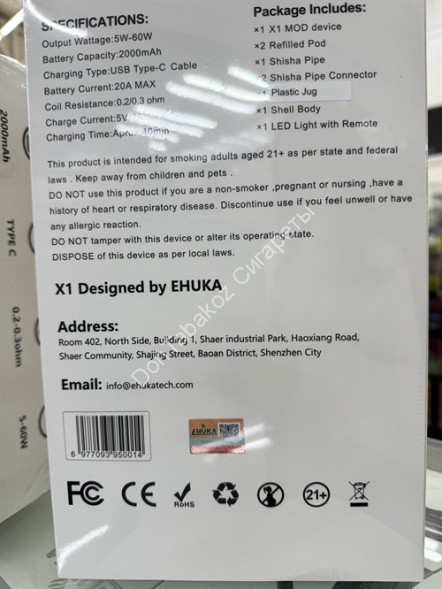 SPECIFICATIONS:
Output Wattage:5W-60W
Battery Capacity:2000mAh
Charging Type:USB Type-C Cable
Battery Current:20A MAX
Coil Resistance:0.2/0.3 ohm
Charge Current:5V
Charging Time:
Package Includes:
×1 X1 MOD device
×2 Refilled Pod
×1 Shisha Pipe
×2 Shisha Pipe Connector
Plastic Jug
×1 Shell Body
×1 LED Light with Remote
This product is intended for smoking adults aged 21+ as per state and federal
laws . Keep away from children and pets .
DO NOT use this product if you are a non-smoker ,pregnant or nursing ,have a
history of heart or respiratory disease. Discontinue use if you feel unwell or have
any allergic reaction.
DO NOT tamper with this device or alter its operating state.
DISPOSE of this device as per local laws.
X1 Designed by EHUKA
Address:
Room 402, North Side, Building 1, Shaer industrial Park, Haoxiang Road,
Shaer Community, Shajing Street, Baoan District, Shenzhen City
Email: info@ehukatech.com
6 977093 950014
EHUKA
FC CE RoHS 21+
2000mAh
TYPE C
0.2-0.3ohm
5-60W